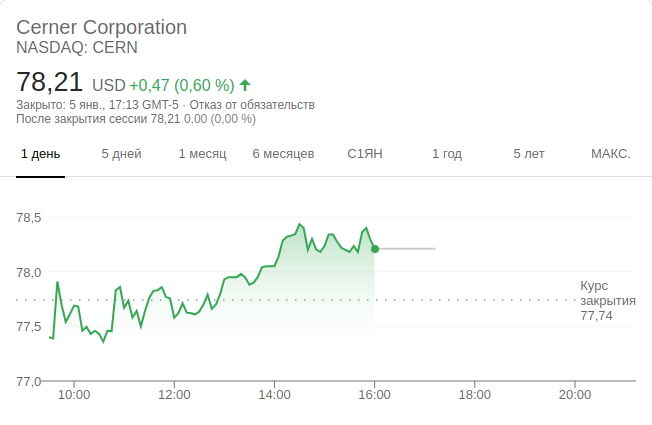 Cerner Corporation
NASDAQ: CERN
78,21 USD +0,47 (0,60 %)
Закрыто: 5 янв., 17:13 GMT-5 · Отказ от обязательств
После закрытия сессии 78,21 0,00 (0,00 %)
1 день 5 дней 1 месяц 6 месяцев С1ЯН 1 год 5 лет МАКС.
78,5
78,0
Курс
закрытия
77,74
77,5
77,0
10:00 12:00 14:00 16:00 18:00 20:00